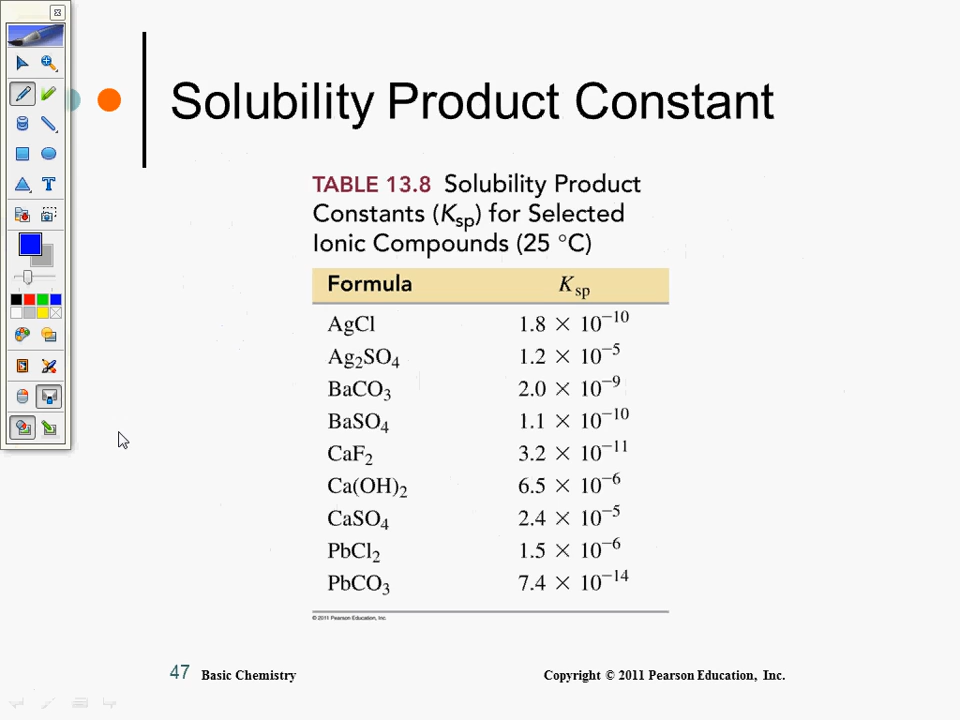 Solubility Product Constant
TABLE 13.8 Solubility Product
Constants (Ksp) for Selected
Ionic Compounds (25 °C)
Formula Ksp
AgCl 1.8 × 10⁻¹⁰
Ag₂SO₄ 1.2 × 10⁻⁵
BaCO₃ 2.0 × 10⁻⁹
BaSO₄ 1.1 × 10⁻¹⁰
CaF₂ 3.2 × 10⁻¹¹
Ca(OH)₂ 6.5 × 10⁻⁶
CaSO₄ 2.4 × 10⁻⁵
PbCl₂ 1.5 × 10⁻⁶
PbCO₃ 7.4 × 10⁻¹⁴
© 2011 Pearson Education, Inc.
47 Basic Chemistry Copyright © 2011 Pearson Education, Inc.